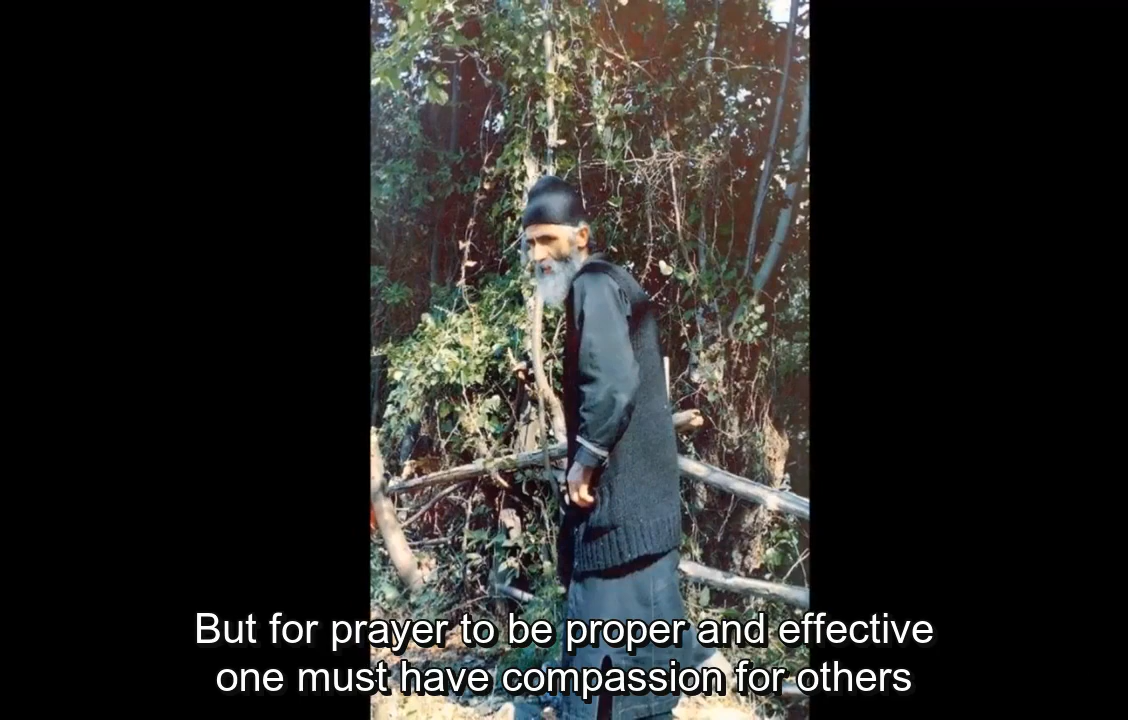 But for prayer to be proper and effective
one must have compassion for others